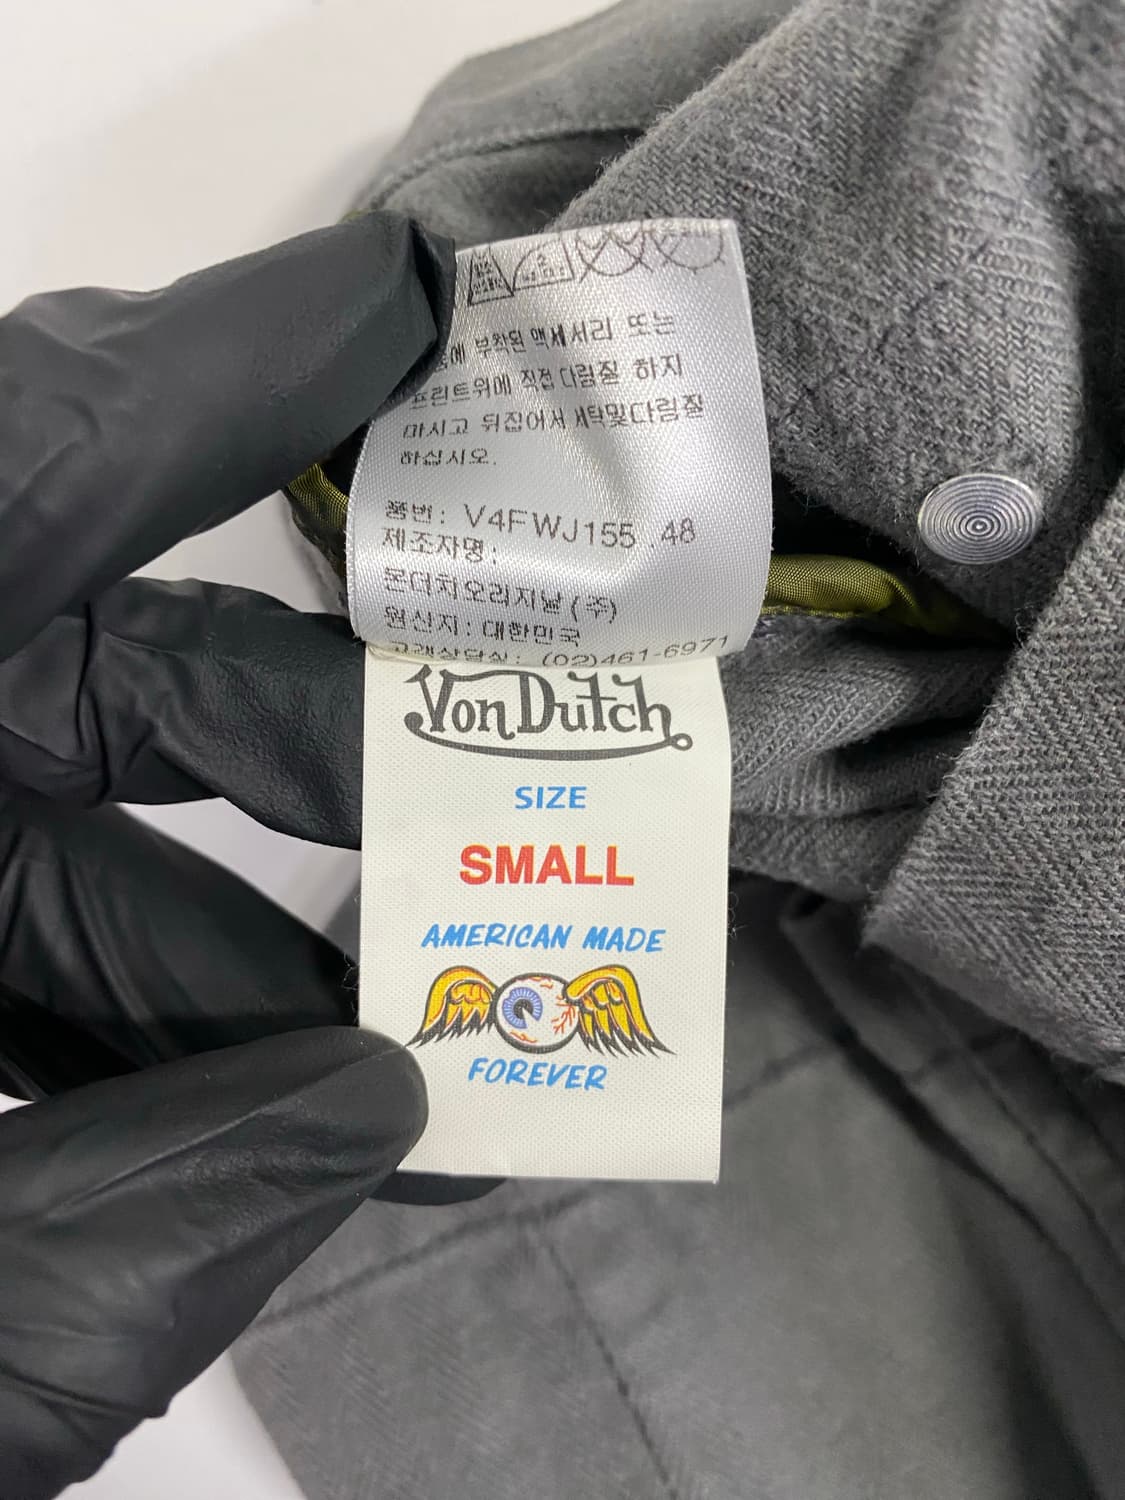 부착된 액세서리 또는
프린트위에 직접 다림질 하지
마시고 뒤집어서 세탁및다림질
하십시오.
품번: V4FWJ155 .48
제조자명:
본더치오리지날(주)
원산지:대한민국
고객상담실: (02)461-6971
Von Dutch
SIZE
SMALL
AMERICAN MADE
FOREVER